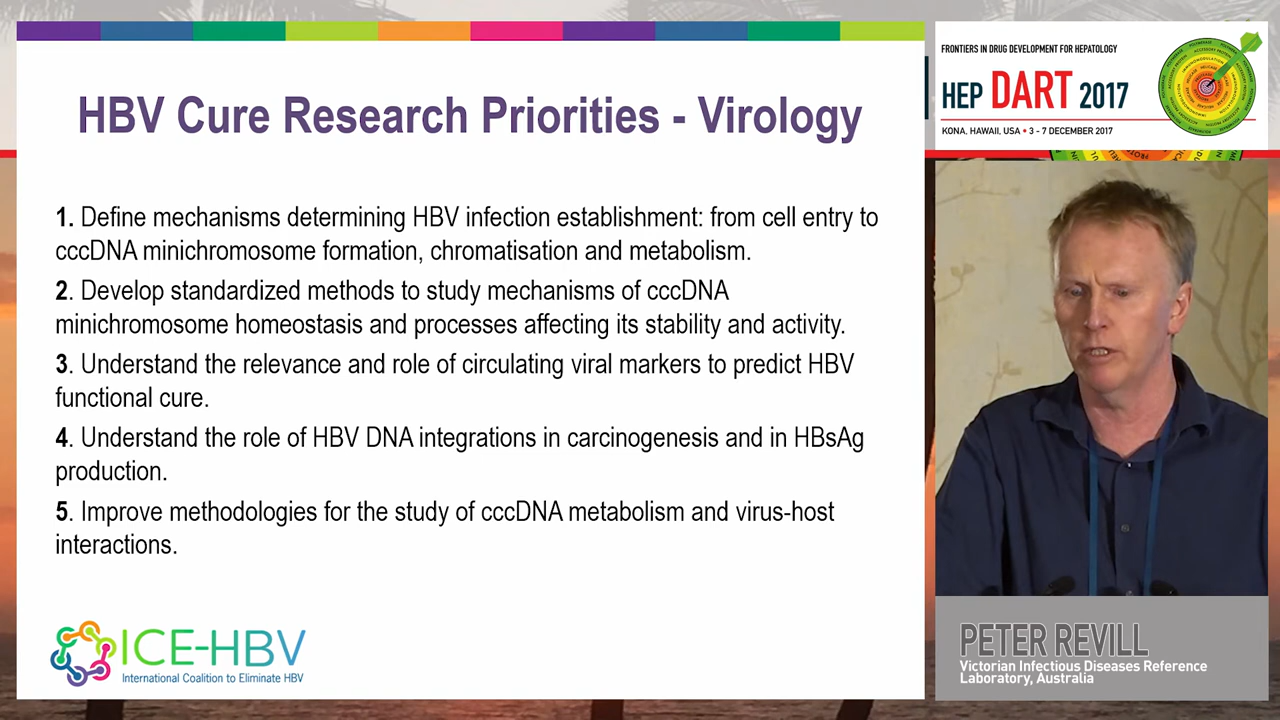 HBV Cure Research Priorities - Virology
1. Define mechanisms determining HBV infection establishment: from cell entry to
cccDNA minichromosome formation, chromatisation and metabolism.
2. Develop standardized methods to study mechanisms of cccDNA
minichromosome homeostasis and processes affecting its stability and activity.
3. Understand the relevance and role of circulating viral markers to predict HBV
functional cure.
4. Understand the role of HBV DNA integrations in carcinogenesis and in HBsAg
production.
5. Improve methodologies for the study of cccDNA metabolism and virus-host
interactions.
ICE-HBV
International Coalition to Eliminate HBV
FRONTIERS IN DRUG DEVELOPMENT FOR HEPATOLOGY
HEP DART 2017
KONA, HAWAII, USA • 3 - 7 DECEMBER 2017
PETER REVILL
Victorian Infectious Diseases Reference
Laboratory, Australia